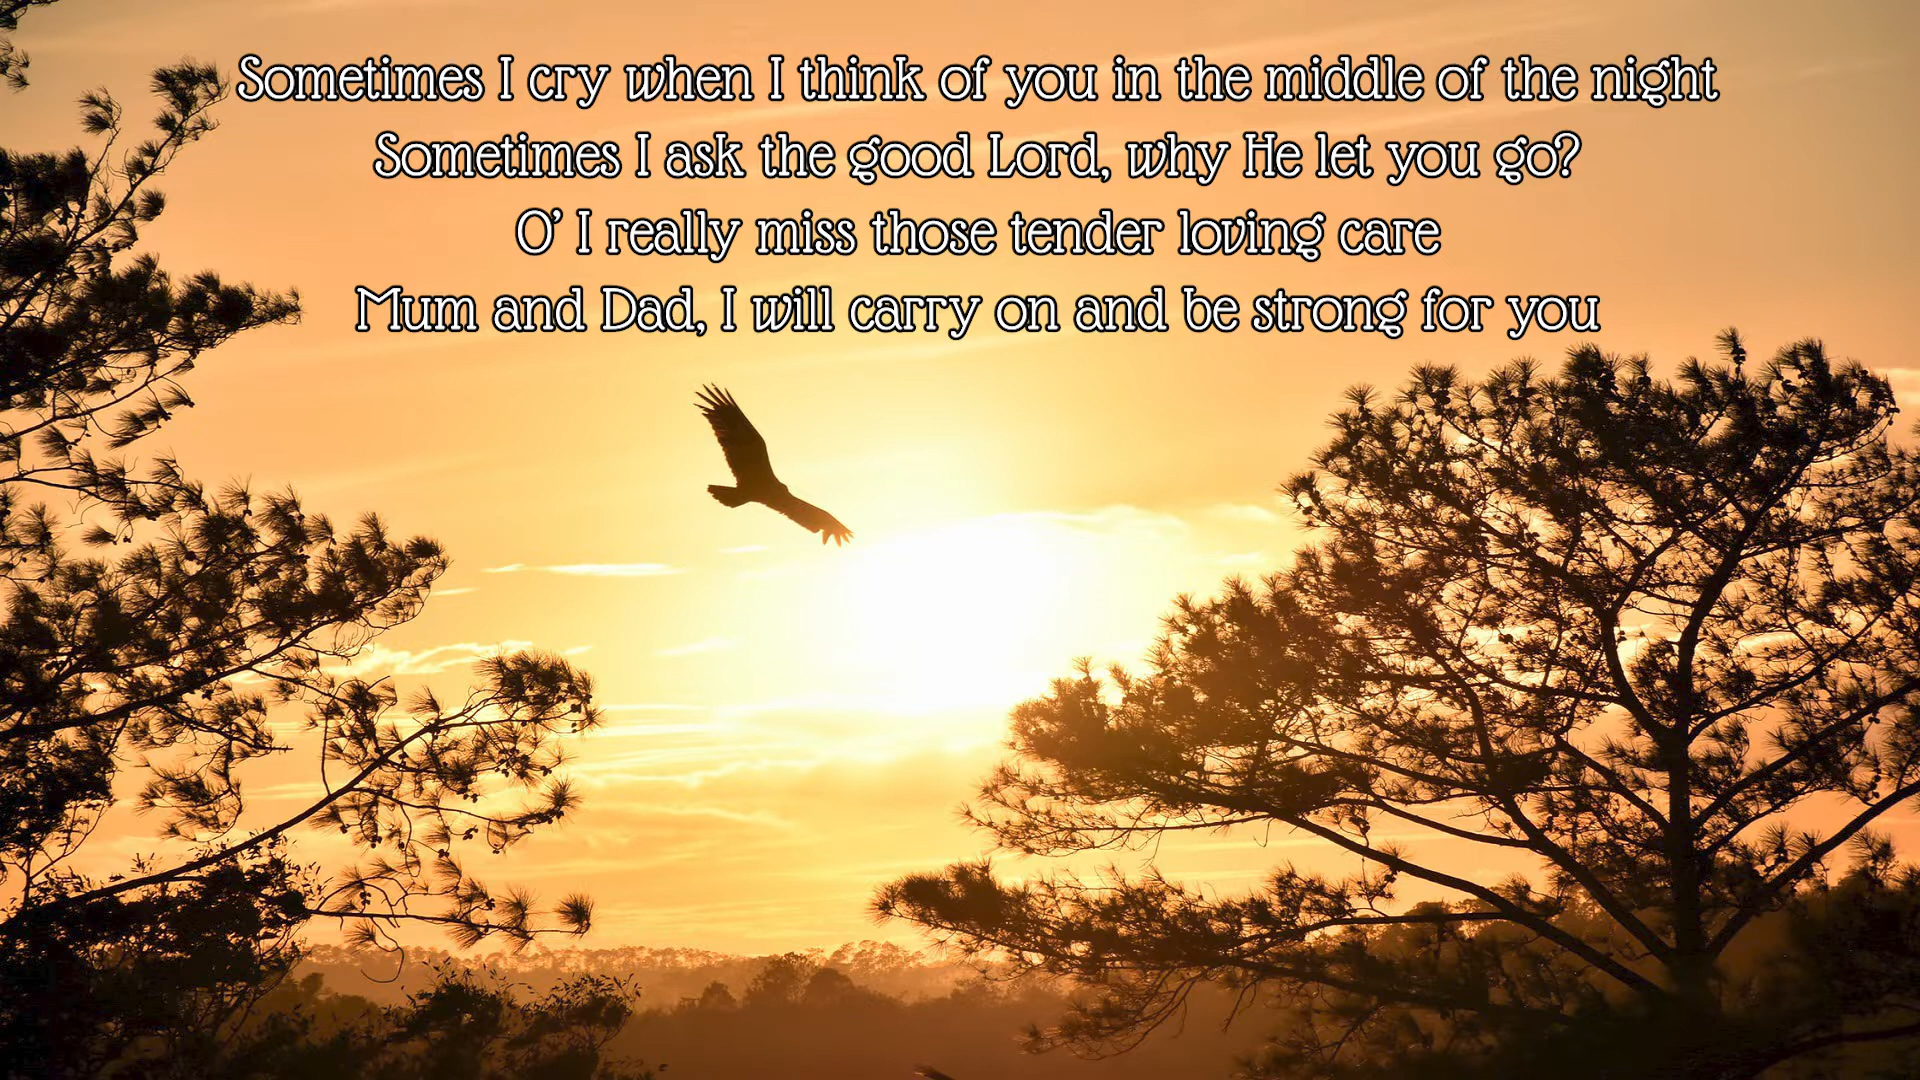 Sometimes I cry when I think of you in the middle of the night
Sometimes I ask the good Lord, why He let you go?
O' I really miss those tender loving care
Mum and Dad, I will carry on and be strong for you